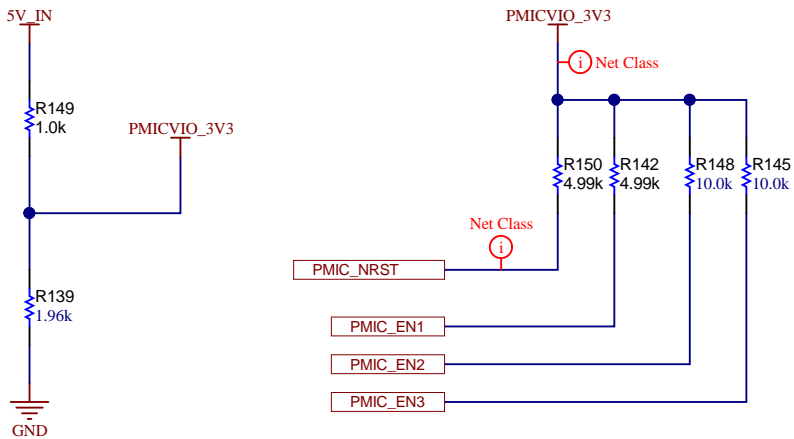 5V_IN
R149
1.0k
PMICVIO_3V3
R139
1.96k
GND
PMICVIO_3V3
i Net Class
R150
4.99k
R142
4.99k
R148
10.0k
R145
10.0k
Net Class
i
PMIC_NRST
PMIC_EN1
PMIC_EN2
PMIC_EN3